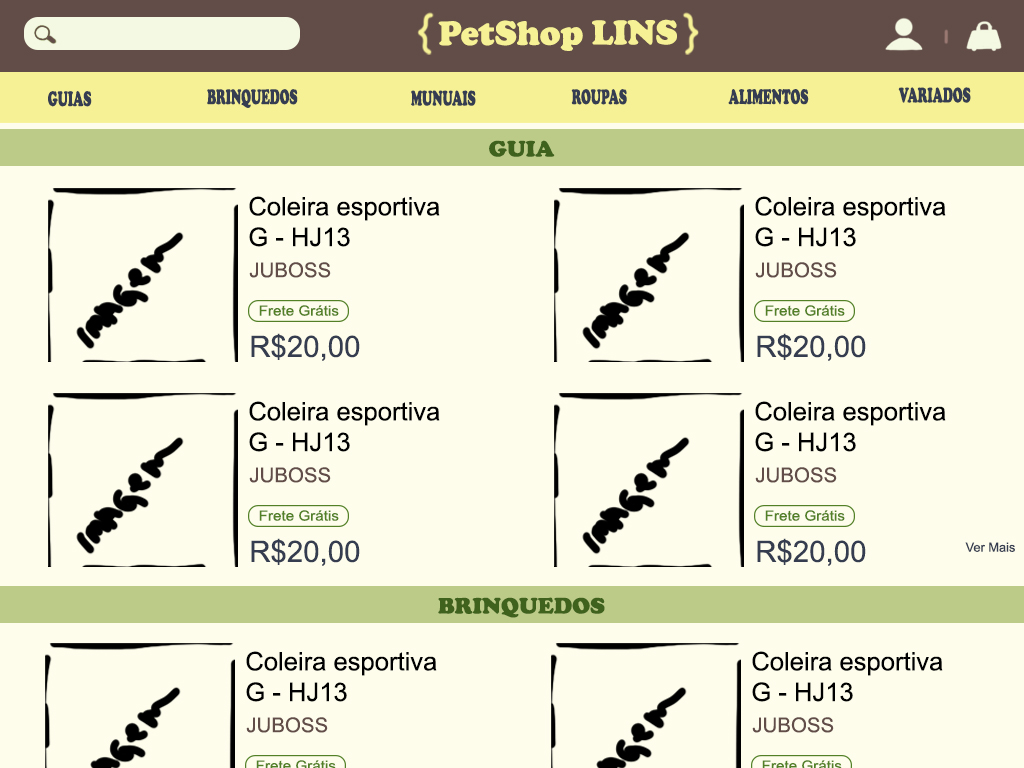 {PetShop LINS}
GUIAS BRINQUEDOS MUNUAIS ROUPAS ALIMENTOS VARIADOS
GUIA
Coleira esportiva
G - HJ13
JUBOSS
Frete Grátis
R$20,00
Coleira esportiva
G - HJ13
JUBOSS
Frete Grátis
R$20,00
Coleira esportiva
G - HJ13
JUBOSS
Frete Grátis
R$20,00
Coleira esportiva
G - HJ13
JUBOSS
Frete Grátis
R$20,00
Ver Mais
BRINQUEDOS
Coleira esportiva
G - HJ13
JUBOSS
Frete Grátis
Coleira esportiva
G - HJ13
JUBOSS
Frete Grátis